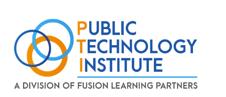 PUBLIC
TECHNOLOGY
INSTITUTE
A DIVISION OF FUSION LEARNING PARTNERS